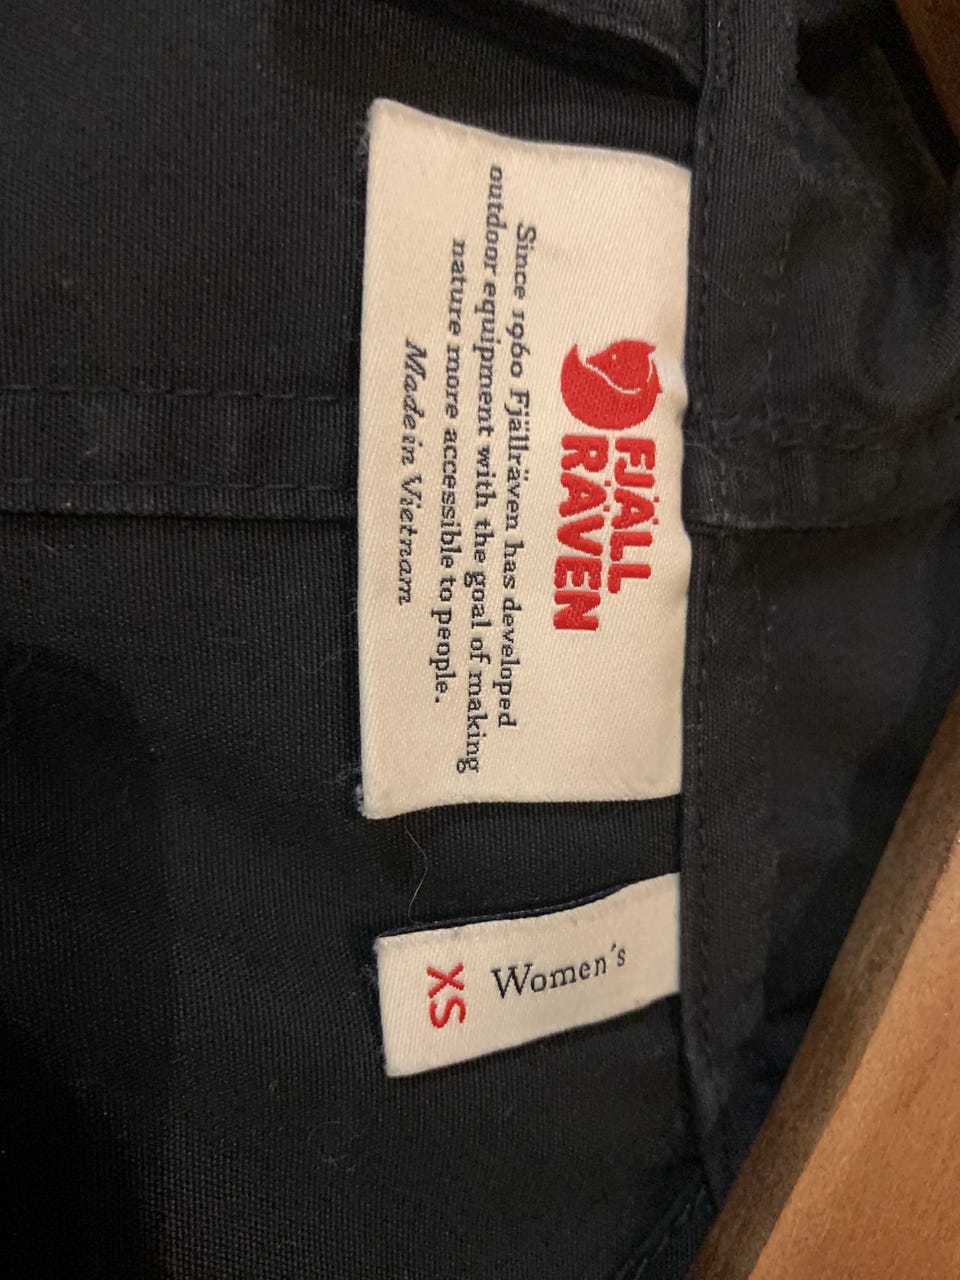 FJÄLL
RÄVEN
Since 1960 Fjällräven has developed
outdoor equipment with the goal of making
nature more accessible to people.
Made in Vietnam
Women's
XS